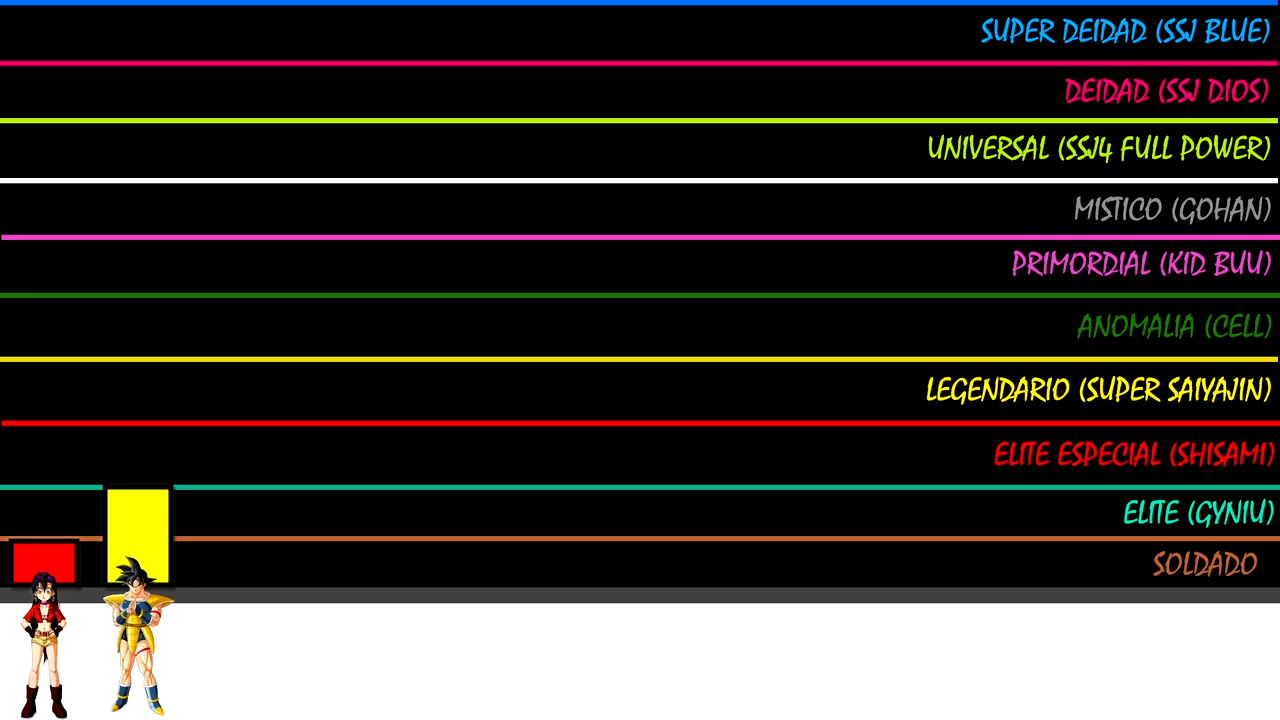 SUPER DEIDAD (SSJ BLUE)
DEIDAD (SSJ DIOS)
UNIVERSAL (SSJ4 FULL POWER)
MISTICO (GOHAN)
PRIMORDIAL (KID BUU)
ANOMALIA (CELL)
LEGENDARIO (SUPER SAIYAJIN)
ELITE ESPECIAL (SHISAMI)
ELITE (GYNIU)
SOLDADO